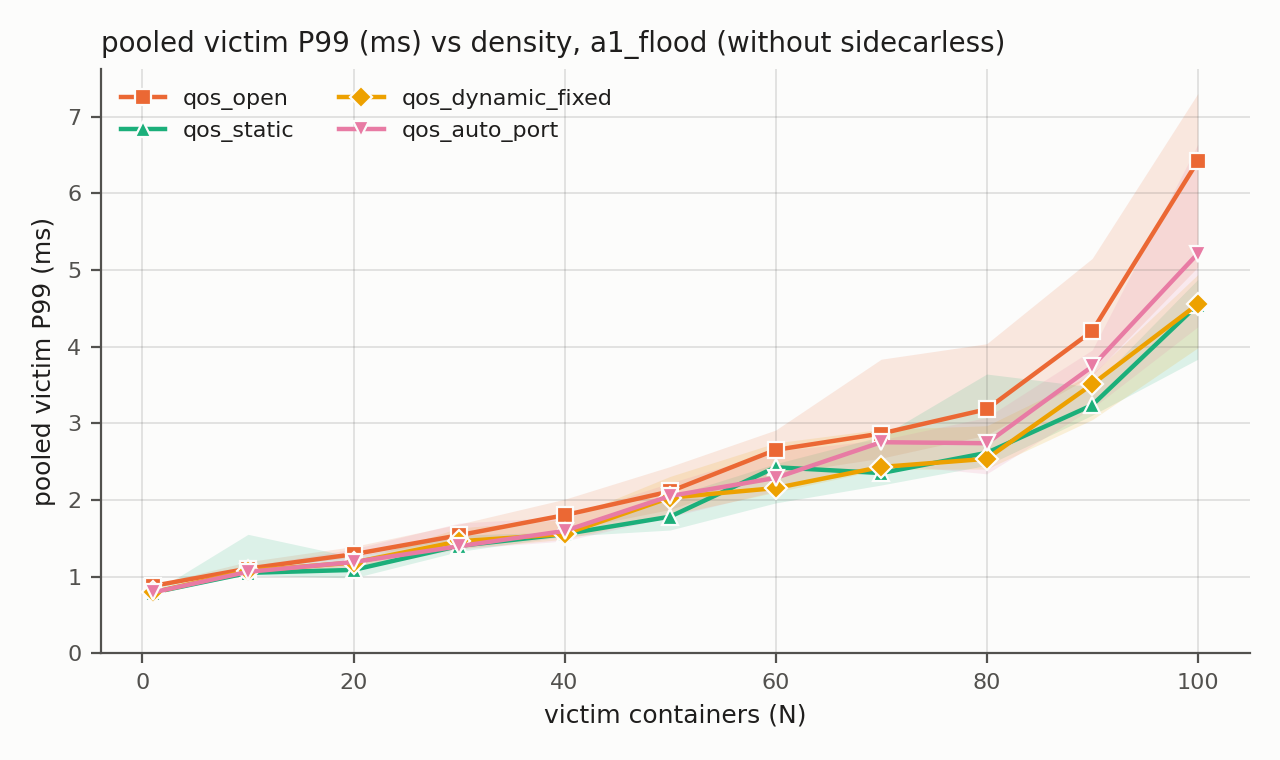 pooled victim P99 (ms) vs density, a1_flood (without sidecarless)
qos_open
qos_static
qos_dynamic_fixed
qos_auto_port
pooled victim P99 (ms)
7
6
5
4
3
2
1
0
0 20 40 60 80 100
victim containers (N)